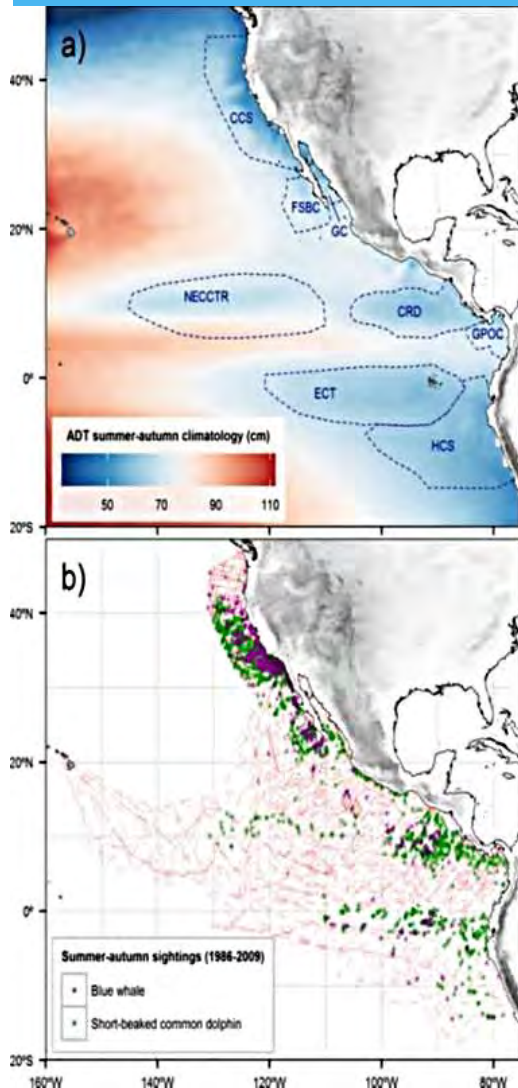 a)
40°N
CCS
FSBC
GC
20°N
NECCTR
CRD
GPOC
0°
ECT
HCS
ADT summer-autumn climatology (cm)
50 70 90 110
20°S
b)
40°N
20°N
0°
Summer-autumn sightings (1986-2009)
Blue whale
Short-beaked common dolphin
20°S
160°W 140°W 120°W 100°W 80°W